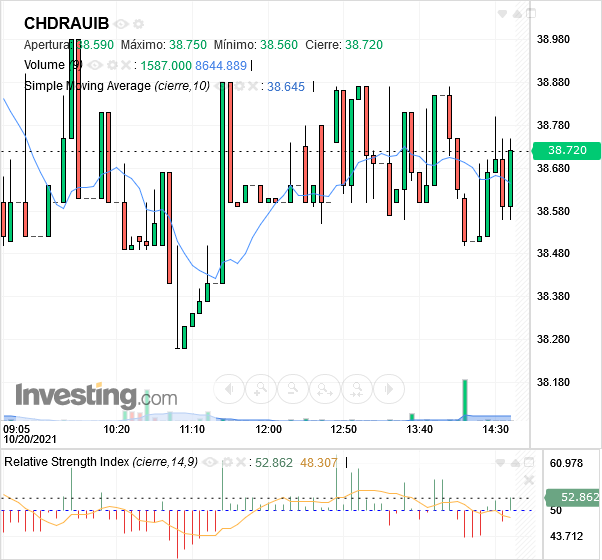 CHDRAUIB
Apertura: 38.590 Máximo: 38.750 Mínimo: 38.560 Cierre: 38.720
Volume (9) : 1587.000 8644.889
Simple Moving Average (cierre,10) : 38.645
38.980
38.880
38.780
38.720
38.680
38.580
38.480
38.380
38.280
38.180
Investing.com
09:05 10:20 11:10 12:00 12:50 13:40 14:30
10/20/2021
Relative Strength Index (cierre,14,9) : 52.862 48.307
60.978
52.862
50 50
43.712